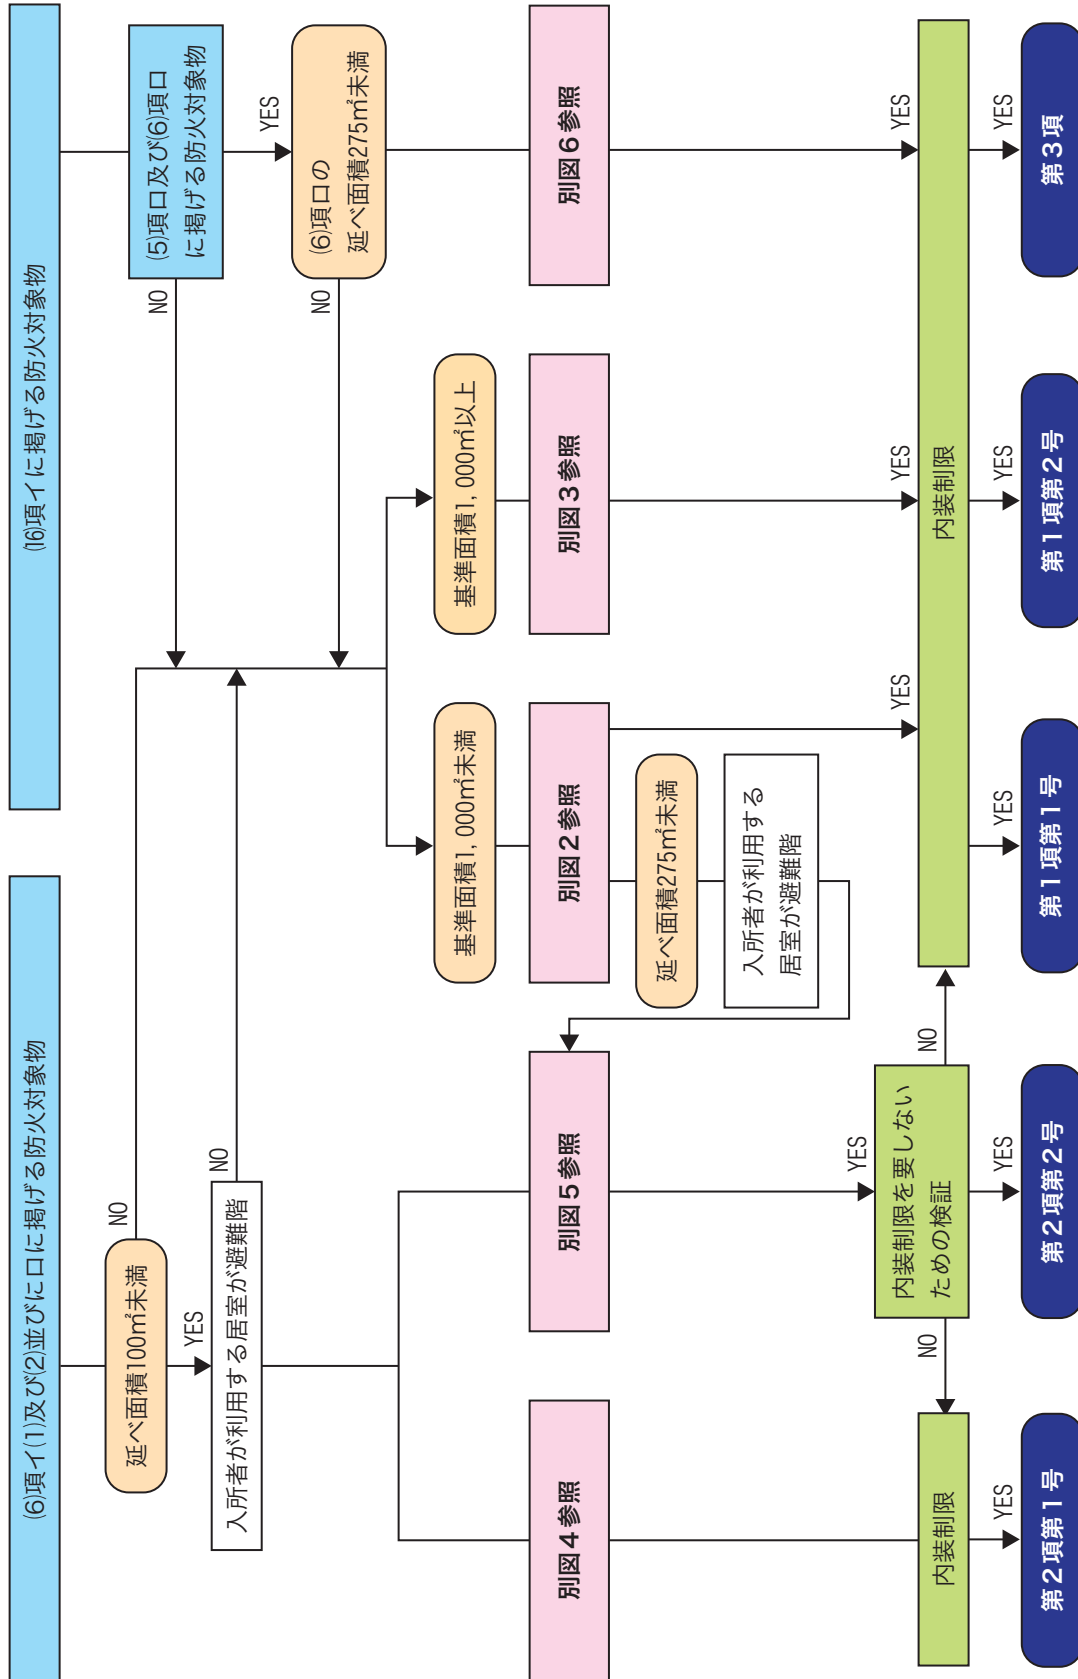 (6)項イ(1)及び(2)並びにロに掲げる防火対象物
(16)項イに掲げる防火対象物
延べ面積100㎡未満
NO
YES
入所者が利用する居室が避難階
NO
(5)項ロ及び(6)項ロ
に掲げる防火対象物
NO
YES
(6)項ロの
延べ面積275㎡未満
NO
基準面積1,000㎡未満
基準面積1,000㎡以上
別図4参照
別図5参照
別図2参照
別図3参照
別図6参照
延べ面積275㎡未満
入所者が利用する
居室が避難階
YES
YES
YES
YES
内装制限
NO
内装制限を要しない
ための検証
NO
内装制限
YES
YES
YES
YES
YES
第2項第1号
第2項第2号
第1項第1号
第1項第2号
第3項